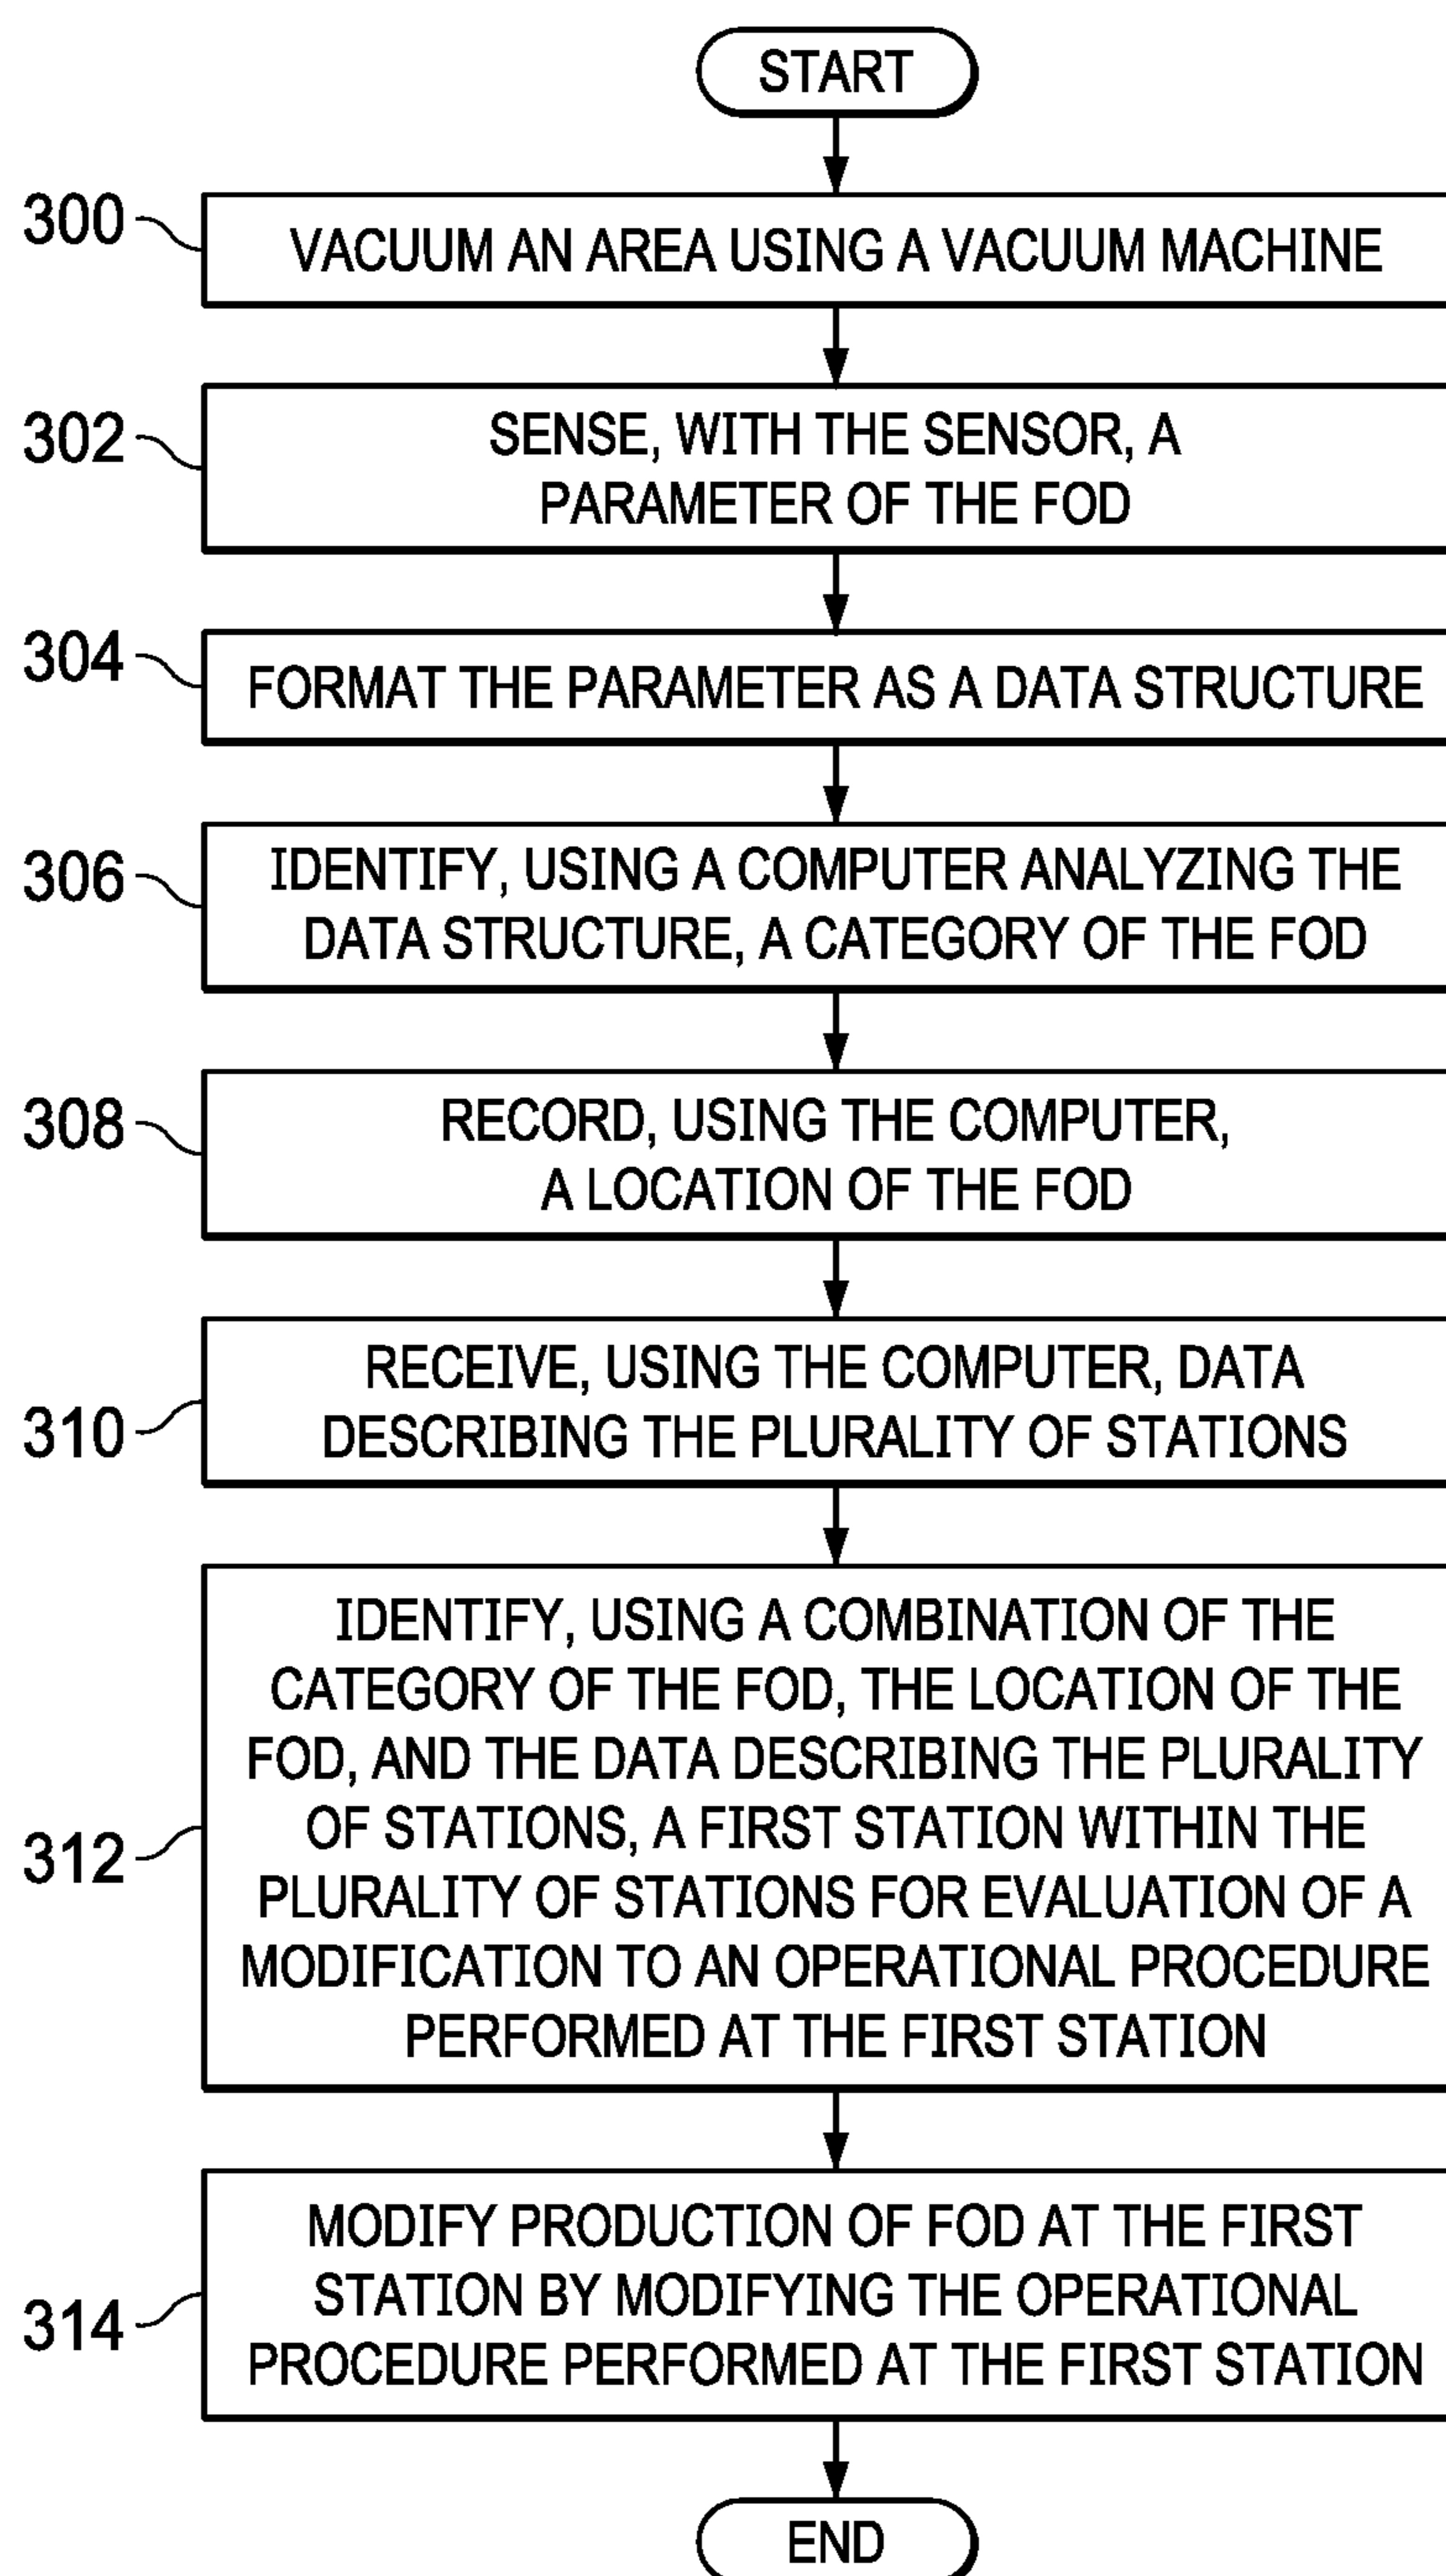 START
300
VACUUM AN AREA USING A VACUUM MACHINE
302
SENSE, WITH THE SENSOR, A
PARAMETER OF THE FOD
304
FORMAT THE PARAMETER AS A DATA STRUCTURE
306
IDENTIFY, USING A COMPUTER ANALYZING THE
DATA STRUCTURE, A CATEGORY OF THE FOD
308
RECORD, USING THE COMPUTER,
A LOCATION OF THE FOD
310
RECEIVE, USING THE COMPUTER, DATA
DESCRIBING THE PLURALITY OF STATIONS
312
IDENTIFY, USING A COMBINATION OF THE
CATEGORY OF THE FOD, THE LOCATION OF THE
FOD, AND THE DATA DESCRIBING THE PLURALITY
OF STATIONS, A FIRST STATION WITHIN THE
PLURALITY OF STATIONS FOR EVALUATION OF A
MODIFICATION TO AN OPERATIONAL PROCEDURE
PERFORMED AT THE FIRST STATION
314
MODIFY PRODUCTION OF FOD AT THE FIRST
STATION BY MODIFYING THE OPERATIONAL
PROCEDURE PERFORMED AT THE FIRST STATION
END